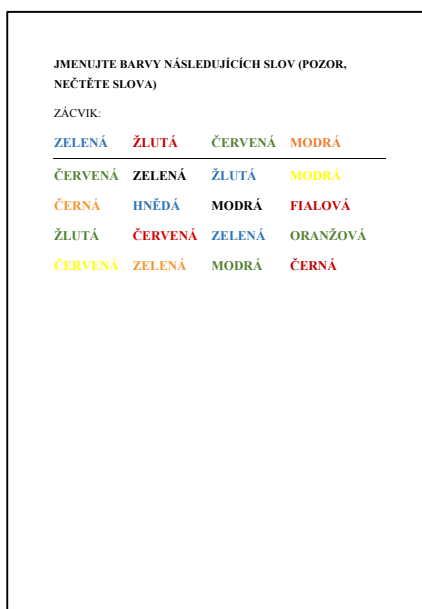 JMENUJTE BARVY NÁSLEDUJÍCÍCH SLOV (POZOR,
NEČTĚTE SLOVA)
ZÁCVIK:
ZELENÁ ŽLUTÁ ČERVENÁ MODRÁ
ČERVENÁ ZELENÁ ŽLUTÁ MODRÁ
ČERNÁ HNĚDÁ MODRÁ FIALOVÁ
ŽLUTÁ ČERVENÁ ZELENÁ ORANŽOVÁ
ČERVENÁ ZELENÁ MODRÁ ČERNÁ